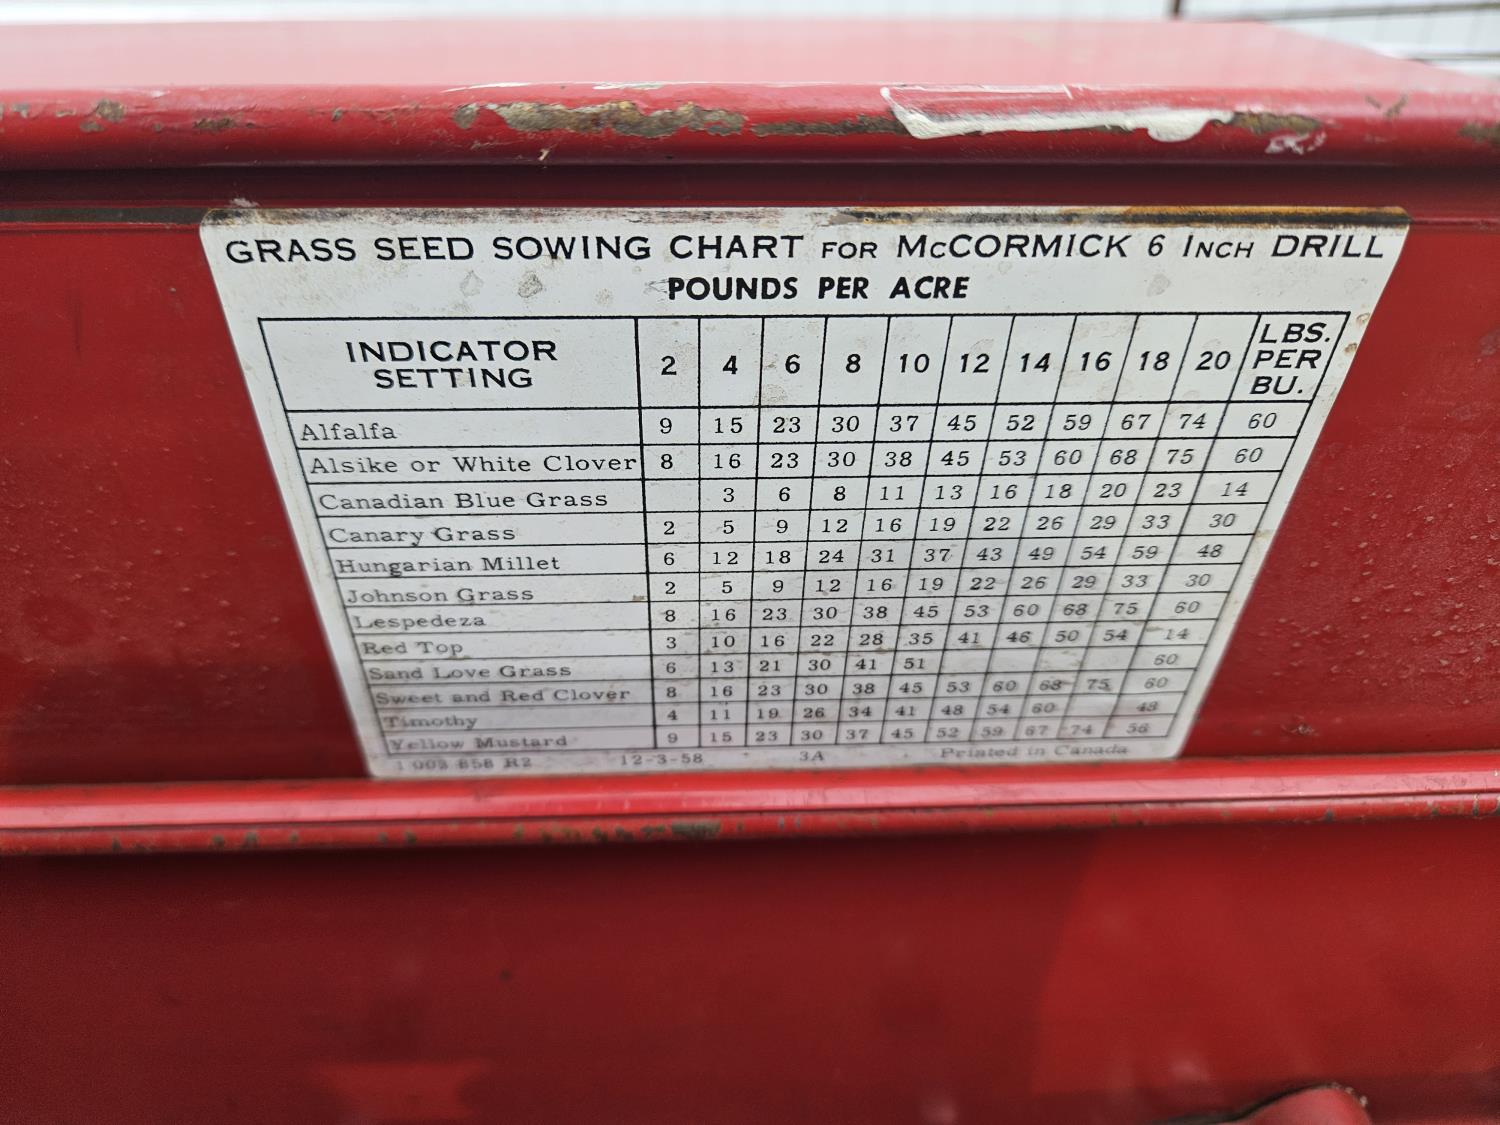 GRASS SEED SOWING CHART FOR McCORMICK 6 INCH DRILL
POUNDS PER ACRE
INDICATOR SETTING 2 4 6 8 10 12 14 16 18 20 LBS. PER BU.
Alfalfa 9 15 23 30 37 45 52 59 67 74 60
Alsike or White Clover 8 16 23 30 38 45 53 60 68 75 60
Canadian Blue Grass 3 6 8 11 13 16 18 20 23 14
Canary Grass 2 5 9 12 16 19 22 26 29 33 30
Hungarian Millet 6 12 18 24 31 37 43 49 54 59 48
Johnson Grass 2 5 9 12 16 19 22 26 29 33 30
Lespedeza 8 16 23 30 38 45 53 60 68 75 60
Red Top 3 10 16 22 28 35 41 46 50 54 14
Sand Love Grass 6 13 21 30 41 51 60
Sweet and Red Clover 8 16 23 30 38 45 53 60 68 75 60
Timothy 4 11 19 26 34 41 48 54 60 48
Yellow Mustard 9 15 23 30 37 45 52 59 67 74 56
1 002 858 R2 12-3-58 3A Printed in Canada